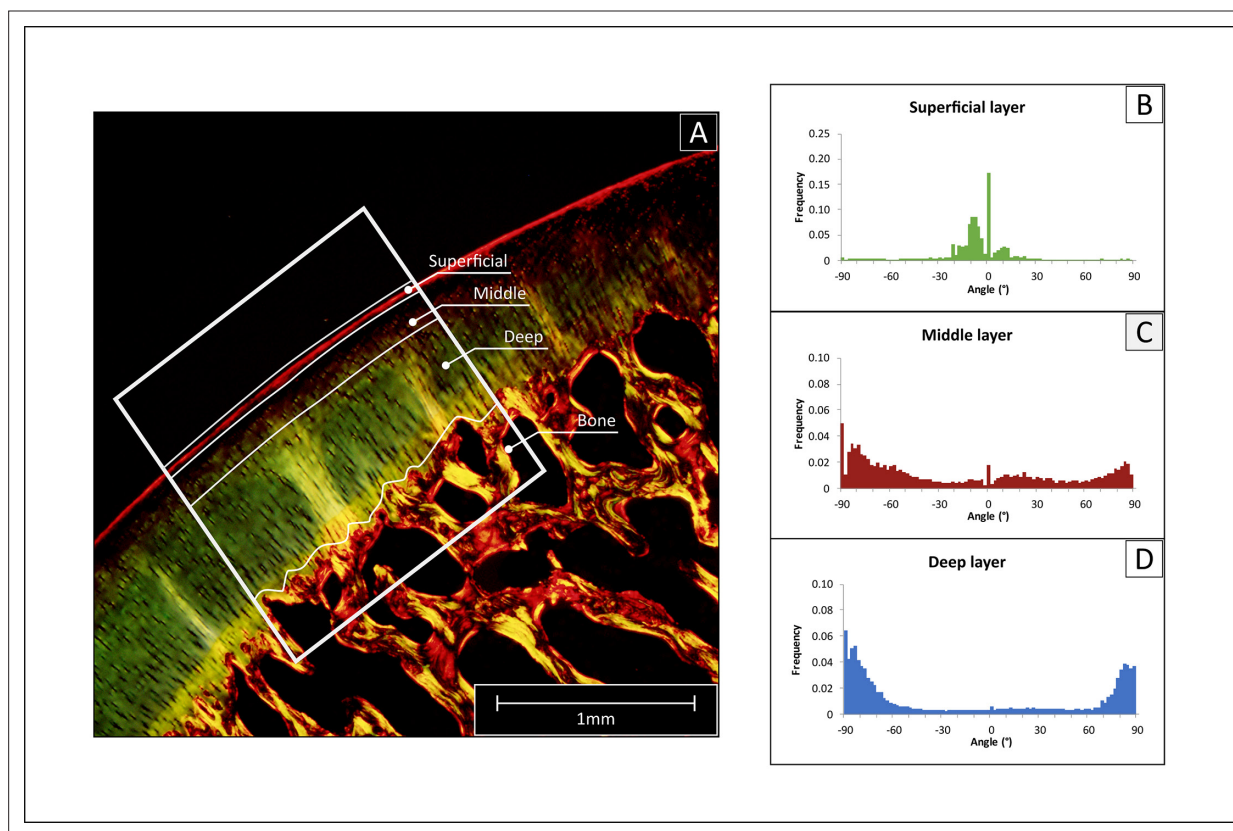 A
Superficial
Middle
Deep
Bone
1mm
B
Superficial layer
0.25
0.20
0.15
0.10
0.05
0
Frequency
-90 -60 -30 0 30 60 90
Angle (°)
C
Middle layer
0.10
0.08
0.06
0.04
0.02
0
Frequency
-90 -60 -30 0 30 60 90
Angle (°)
D
Deep layer
0.10
0.08
0.06
0.04
0.02
0
Frequency
-90 -60 -30 0 30 60 90
Angle (°)